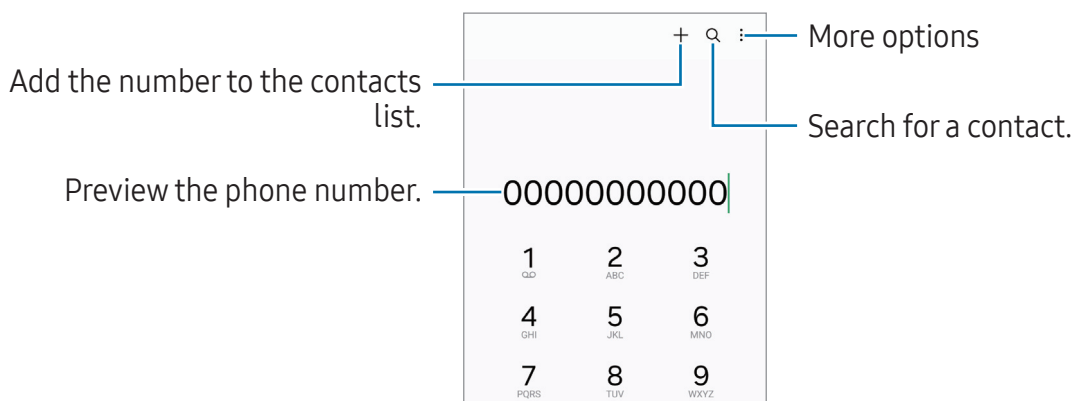 More options
Add the number to the contacts
list.
Search for a contact.
Preview the phone number.
00000000000
1 2 3
ABC DEF
4 5 6
GHI JKL MNO
7 8 9
PQRS TUV WXYZ